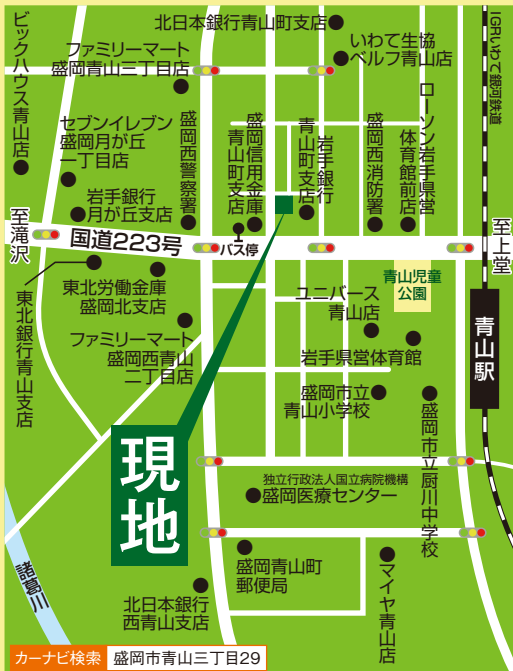 北日本銀行青山町支店
ビックハウス青山店
ファミリーマート
盛岡青山三丁目店
いわて生協
ベルフ青山店
IGRいわて銀河鉄道
セブンイレブン
盛岡月が丘
一丁目店
盛岡西警察署
盛岡信用金庫
青山町支店
岩手銀行
青山町支店
盛岡西消防署
ローソン岩手県営
体育館前店
岩手銀行
月が丘支店
至滝沢
国道223号
バス停
至上堂
東北銀行青山支店
東北労働金庫
盛岡北支店
ユニバース
青山店
青山児童
公園
青山駅
ファミリーマート
盛岡西青山
二丁目店
岩手県営体育館
盛岡市立
青山小学校
盛岡市立厨川中学校
現地
独立行政法人国立病院機構
盛岡医療センター
諸葛川
盛岡青山町
郵便局
北日本銀行
西青山支店
マイヤ青山店
カーナビ検索 盛岡市青山三丁目29